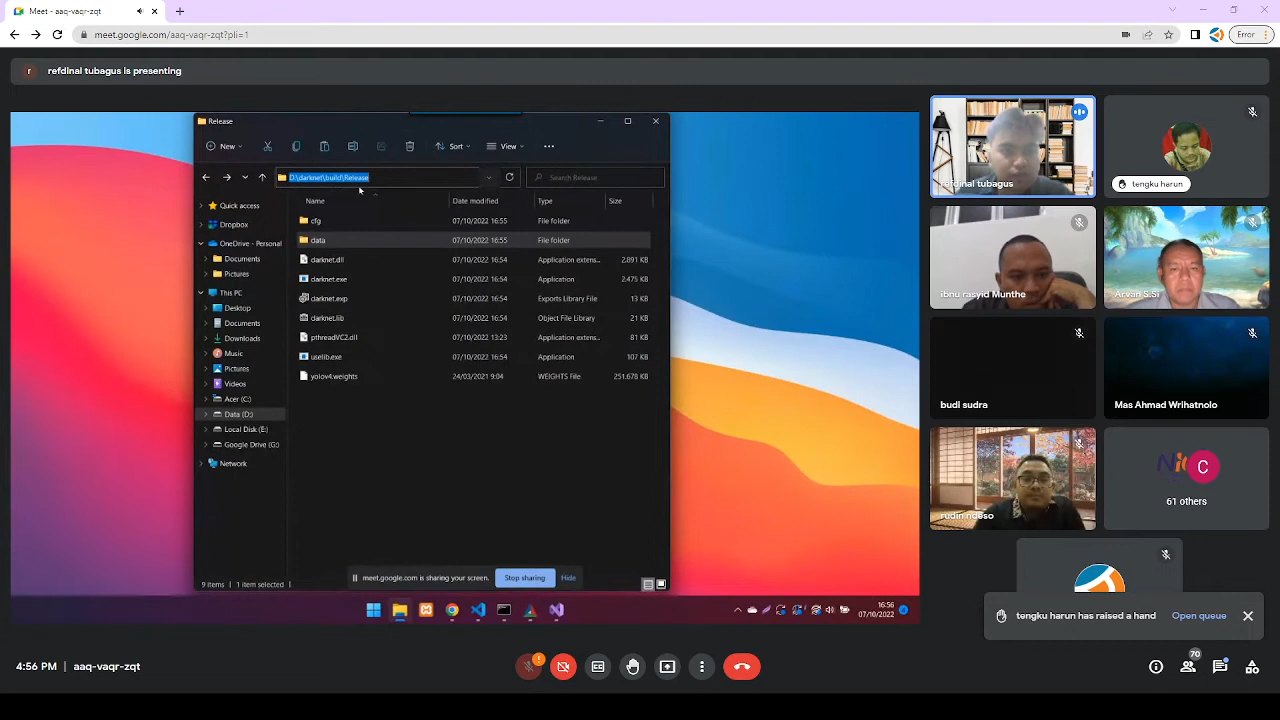 Meet - aaq-vaqr-zqt
meet.google.com/aaq-vaqr-zqt?pli=1
Error
r
refdinal tubagus is presenting
Release
New
Sort
View
D:\darknet\build\Release
Search Release
Name
Date modified
Type
Size
Quick access
Dropbox
OneDrive - Personal
Documents
Pictures
This PC
Desktop
Documents
Downloads
Music
Pictures
Videos
Acer (C:)
Data (D:)
Local Disk (E:)
Google Drive (G:)
Network
cfg 07/10/2022 16:55 File folder
data 07/10/2022 16:55 File folder
darknet.dll 07/10/2022 16:54 Application extens... 2.891 KB
darknet.exe 07/10/2022 16:54 Application 2.475 KB
darknet.exp 07/10/2022 16:54 Exports Library File 13 KB
darknet.lib 07/10/2022 16:54 Object File Library 21 KB
pthreadVC2.dll 07/10/2022 13:23 Application extens... 81 KB
uselib.exe 07/10/2022 16:54 Application 107 KB
yolov4.weights 24/03/2021 9:04 WEIGHTS File 251.678 KB
9 items
1 item selected
meet.google.com is sharing your screen.
Stop sharing
Hide
16:56
07/10/2022
refdinal tubagus
tengku harun
ibnu rasyid Munthe
Arvan S.Si
budi sudra
Mas Ahmad Wrihatnolo
rudin ndeso
C
61 others
tengku harun has raised a hand
Open queue
4:56 PM | aaq-vaqr-zqt
70